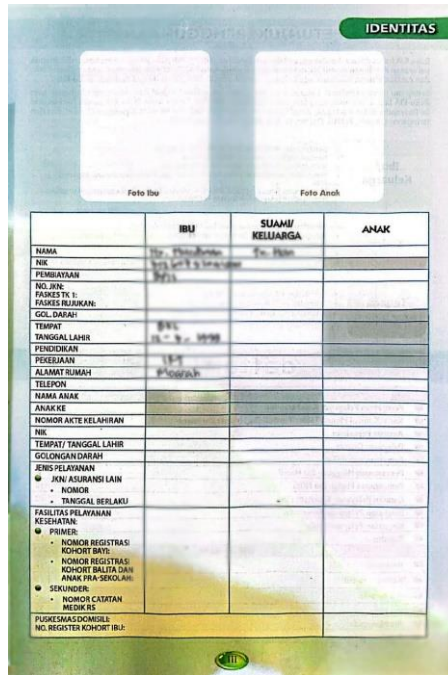 IDENTITAS
Foto Ibu
Foto Anak
IBU
SUAMI/
KELUARGA
ANAK
NAMA
NIK
PEMBIAYAAN
NO. JKN:
FASKES TK 1:
FASKES RUJUKAN:
GOL. DARAH
TEMPAT
TANGGAL LAHIR
PENDIDIKAN
PEKERJAAN
IRT
ALAMAT RUMAH
TELEPON
NAMA ANAK
ANAK KE
NOMOR AKTE KELAHIRAN
NIK
TEMPAT/ TANGGAL LAHIR
GOLONGAN DARAH
JENIS PELAYANAN
JKN/ ASURANSI LAIN
• NOMOR
• TANGGAL BERLAKU
FASILITAS PELAYANAN
KESEHATAN:
PRIMER:
• NOMOR REGISTRASI
KOHORT BAYI:
• NOMOR REGISTRASI
KOHORT BALITA DAN
ANAK PRA-SEKOLAH:
SEKUNDER:
• NOMOR CATATAN
MEDIK RS
PUSKESMAS DOMISILI:
NO. REGISTER KOHORT IBU:
iii